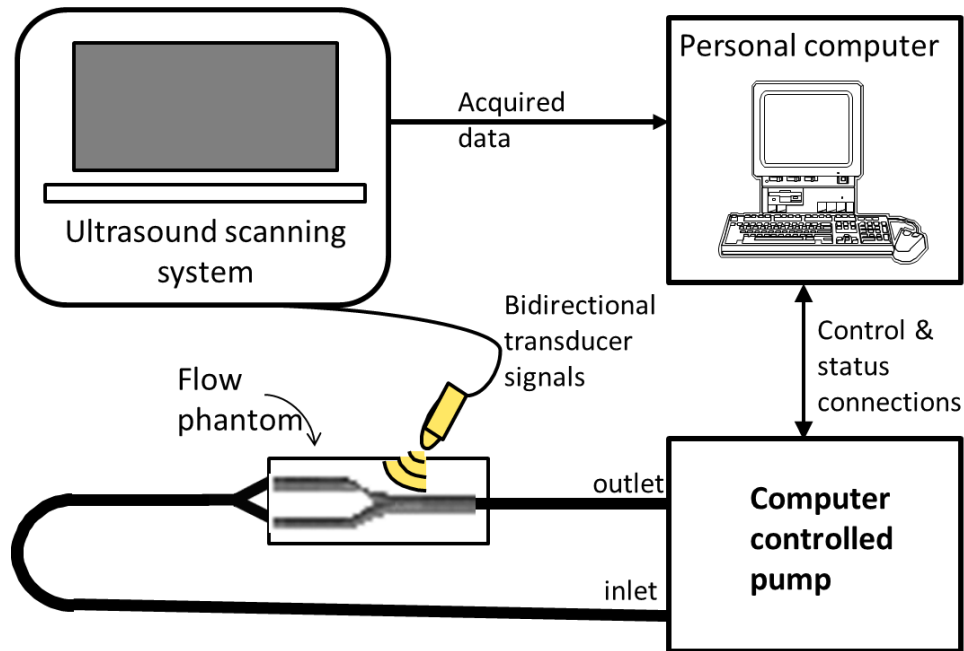 Personal computer
Acquired
data
Ultrasound scanning
system
Bidirectional
transducer
signals
Control &
status
connections
Flow
phantom
outlet
Computer
controlled
pump
inlet